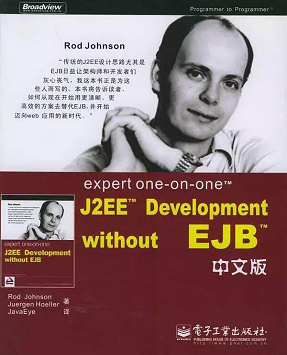 Broadview
Programmer to Programmer™
Rod Johnson
“传统的J2EE设计思路尤其是
EJB日益让架构师和开发者们
灰心丧气，我这本书正是为这
些人而写的。本书将告诉读者，
如何从现在开始用更清晰、更
高效的方案去替代EJB，并开始
迈向web 应用的新时代。”
expert one-on-one™
J2EE™ Development
without EJB™
中文版
Rod Johnson
expert one-on-one
J2EE Development
without EJB
Rod Johnson
Juergen Hoeller 著
JavaEye 译
电子工业出版社
PUBLISHING HOUSE OF ELECTRONICS INDUSTRY